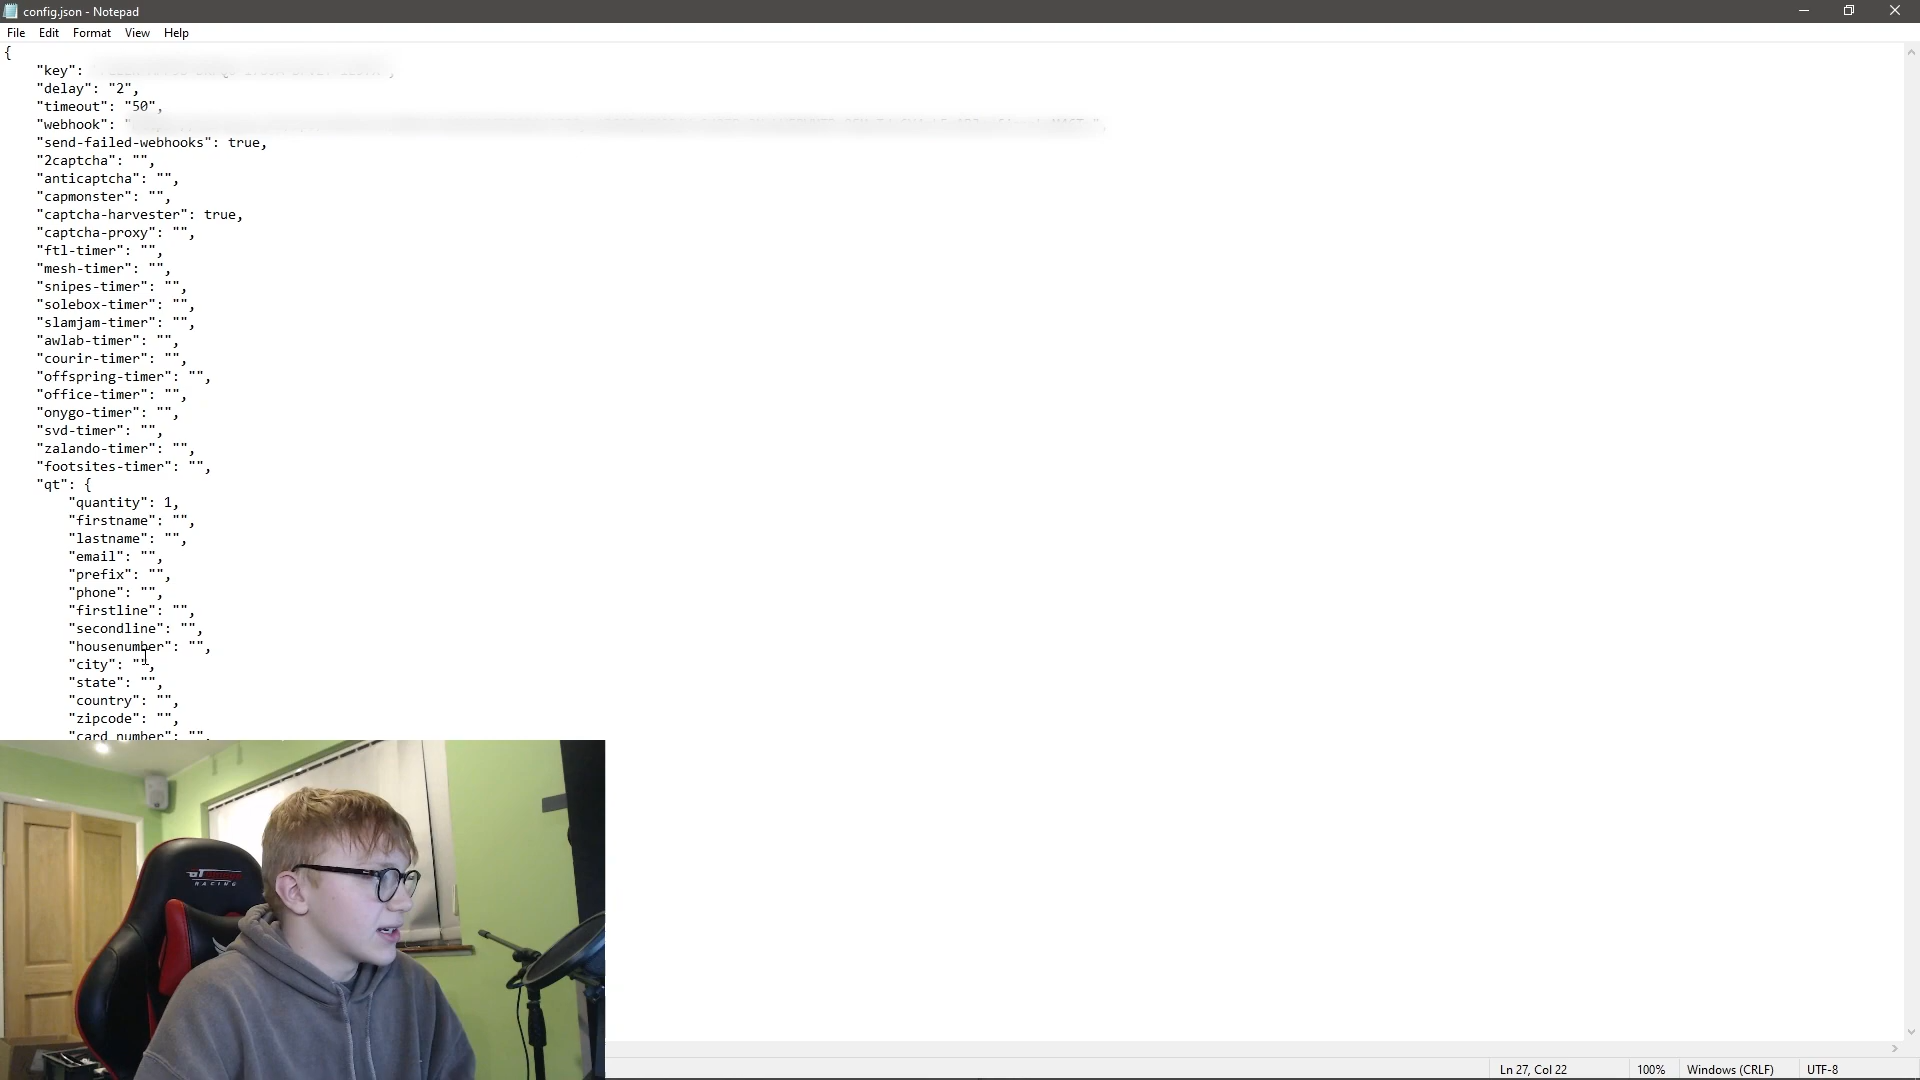 config.json - Notepad
File Edit Format View Help
{
"key":
"delay": "2",
"timeout": "50",
"webhook": "
"send-failed-webhooks": true,
"2captcha": "",
"anticaptcha": "",
"capmonster": "",
"captcha-harvester": true,
"captcha-proxy": "",
"ftl-timer": "",
"mesh-timer": "",
"snipes-timer": "",
"solebox-timer": "",
"slamjam-timer": "",
"awlab-timer": "",
"courir-timer": "",
"offspring-timer": "",
"office-timer": "",
"onygo-timer": "",
"svd-timer": "",
"zalando-timer": "",
"footsites-timer": "",
"qt": {
"quantity": 1,
"firstname": "",
"lastname": "",
"email": "",
"prefix": "",
"phone": "",
"firstline": "",
"secondline": "",
"housenumber": "",
"city": "",
"state": "",
"country": "",
"zipcode": "",
"card number": "",
RACING
Ln 27, Col 22 100% Windows (CRLF) UTF-8